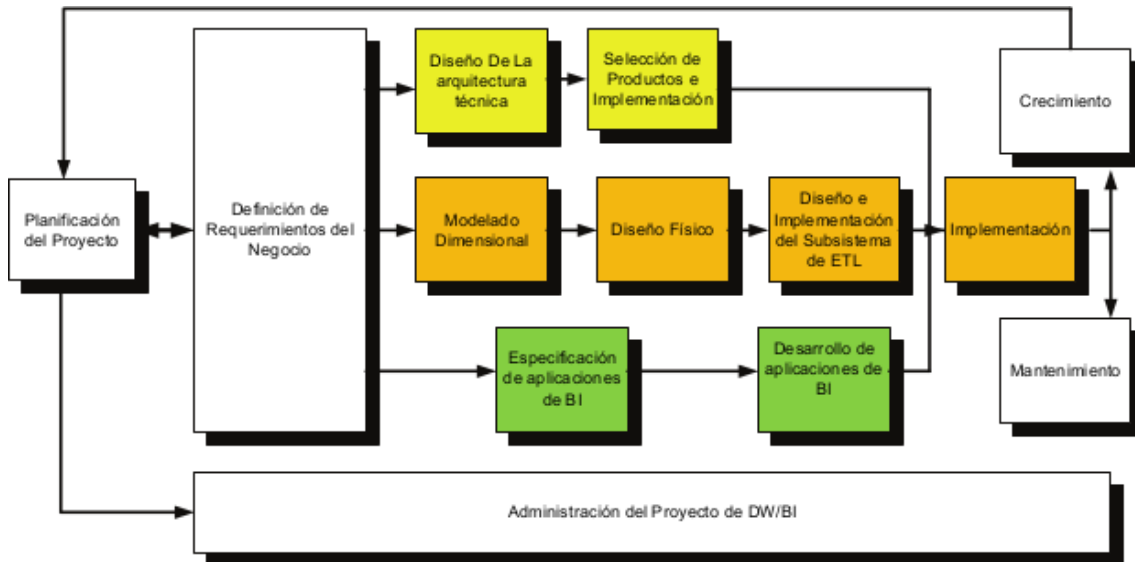 Diseño De La
arquitectura
técnica
Selección de
Productos e
Implementación
Crecimiento
Planificación
del Proyecto
Definición de
Requerimientos del
Negocio
Modelado
Dimensional
Diseño Físico
Diseño e
Implementación
del Subsistema
de ETL
Implementación
Especificación
de aplicaciones
de BI
Desarrollo de
aplicaciones de
BI
Mantenimiento
Administración del Proyecto de DW/BI